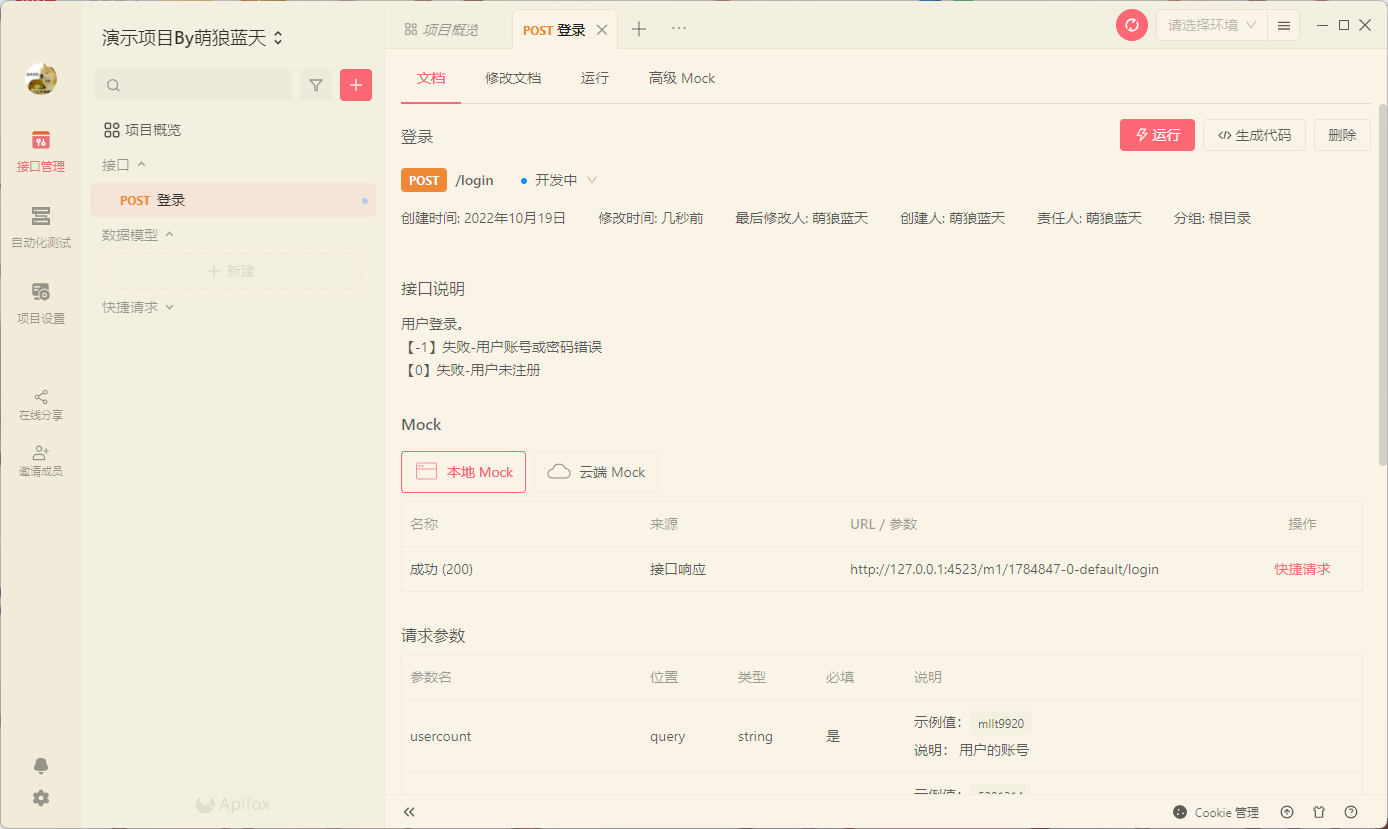 演示项目By萌狼蓝天
项目概览
POST 登录
请选择环境
接口管理
自动化测试
项目设置
在线分享
邀请成员
项目概览
接口
POST 登录
数据模型
新建
快捷请求
Apifox
文档 修改文档 运行 高级 Mock
登录
运行 生成代码 删除
POST /login 开发中
创建时间: 2022年10月19日 修改时间: 几秒前 最后修改人: 萌狼蓝天 创建人: 萌狼蓝天 责任人: 萌狼蓝天 分组: 根目录
接口说明
用户登录。
【-1】失败-用户账号或密码错误
【0】失败-用户未注册
Mock
本地 Mock 云端 Mock
名称 来源 URL / 参数 操作
成功 (200) 接口响应 http://127.0.0.1:4523/m1/1784847-0-default/login 快捷请求
请求参数
参数名 位置 类型 必填 说明
usercount query string 是
示例值: mllt9920
说明: 用户的账号
示例值:
Cookie 管理